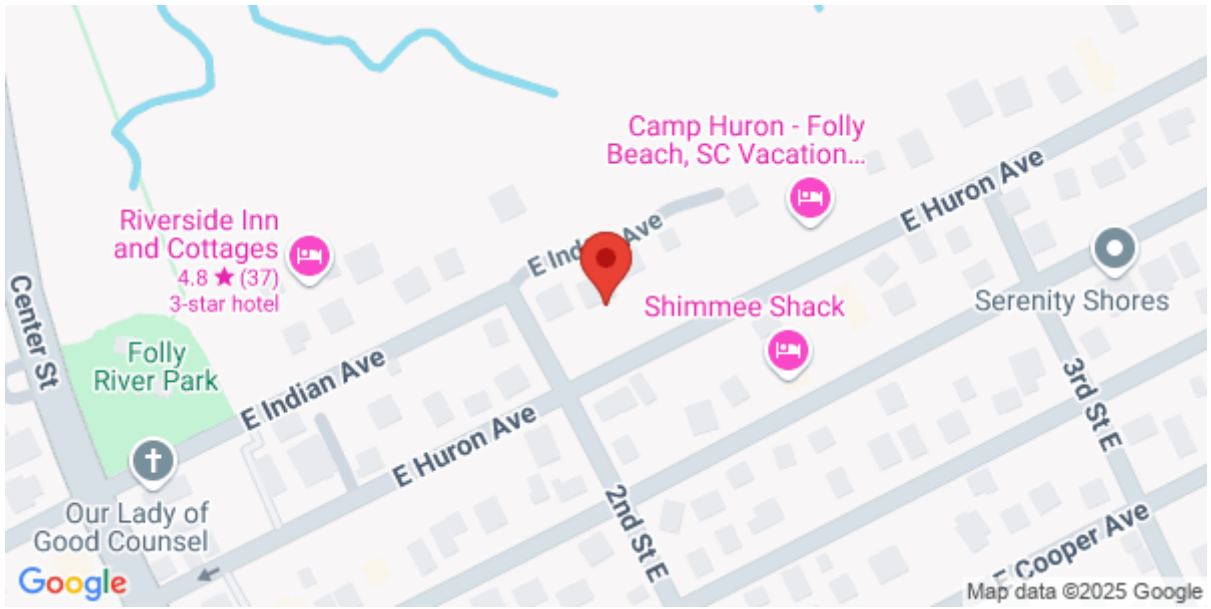 Camp Huron - Folly
Beach, SC Vacation...
E Huron Ave
Riverside Inn
and Cottages
4.8 ★ (37)
3-star hotel
Center St
Serenity Shores
Shimmee Shack
Folly
River Park
E Indian Ave
E Huron Ave
3rd St E
Our Lady of
Good Counsel
2nd St E
E Cooper Ave
Google
Map data ©2025 Google